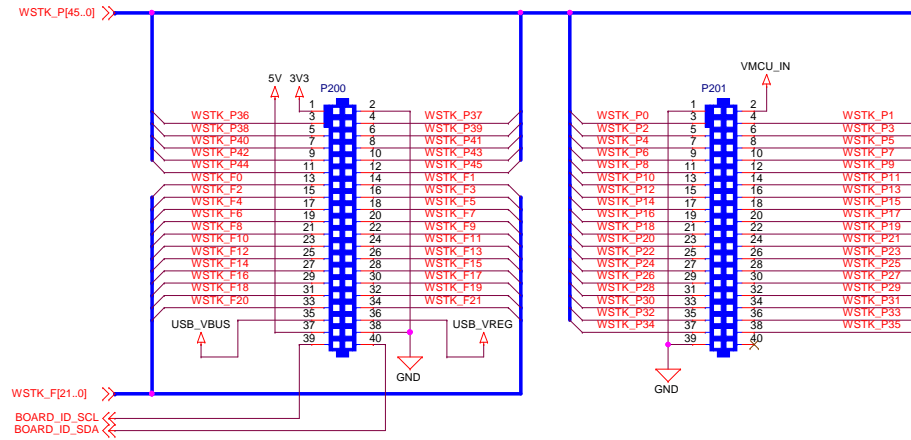 WSTK_P[45..0]
VMCU_IN
5V 3V3
P200 P201
1 2 1 2
WSTK_P36 3 4 WSTK_P37 WSTK_P0 3 4 WSTK_P1
WSTK_P38 5 6 WSTK_P39 WSTK_P2 5 6 WSTK_P3
WSTK_P40 7 8 WSTK_P41 WSTK_P4 7 8 WSTK_P5
WSTK_P42 9 10 WSTK_P43 WSTK_P6 9 10 WSTK_P7
WSTK_P44 11 12 WSTK_P45 WSTK_P8 11 12 WSTK_P9
WSTK_F0 13 14 WSTK_F1 WSTK_P10 13 14 WSTK_P11
WSTK_F2 15 16 WSTK_F3 WSTK_P12 15 16 WSTK_P13
WSTK_F4 17 18 WSTK_F5 WSTK_P14 17 18 WSTK_P15
WSTK_F6 19 20 WSTK_F7 WSTK_P16 19 20 WSTK_P17
WSTK_F8 21 22 WSTK_F9 WSTK_P18 21 22 WSTK_P19
WSTK_F10 23 24 WSTK_F11 WSTK_P20 23 24 WSTK_P21
WSTK_F12 25 26 WSTK_F13 WSTK_P22 25 26 WSTK_P23
WSTK_F14 27 28 WSTK_F15 WSTK_P24 27 28 WSTK_P25
WSTK_F16 29 30 WSTK_F17 WSTK_P26 29 30 WSTK_P27
WSTK_F18 31 32 WSTK_F19 WSTK_P28 31 32 WSTK_P29
WSTK_F20 33 34 WSTK_F21 WSTK_P30 33 34 WSTK_P31
35 36 WSTK_P32 35 36 WSTK_P33
USB_VBUS 37 38 USB_VREG WSTK_P34 37 38 WSTK_P35
39 40 39 40
GND GND
WSTK_F[21..0]
BOARD_ID_SCL
BOARD_ID_SDA